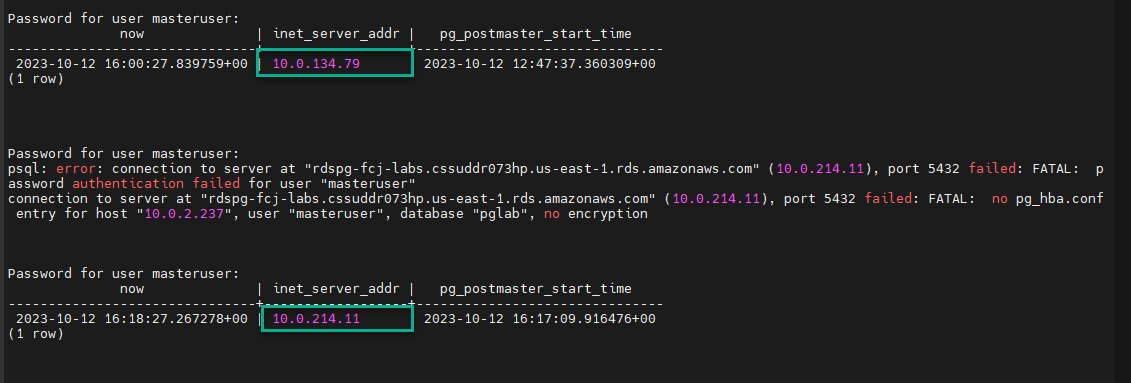 Password for user masteruser:
now | inet_server_addr | pg_postmaster_start_time
-------------------------------+------------------+-------------------------------
2023-10-12 16:00:27.839759+00 | 10.0.134.79 2023-10-12 12:47:37.360309+00
(1 row)
Password for user masteruser:
psql: error: connection to server at "rdspg-fcj-labs.cssuddr073hp.us-east-1.rds.amazonaws.com" (10.0.214.11), port 5432 failed: FATAL:  p
assword authentication failed for user "masteruser"
connection to server at "rdspg-fcj-labs.cssuddr073hp.us-east-1.rds.amazonaws.com" (10.0.214.11), port 5432 failed: FATAL:  no pg_hba.conf
entry for host "10.0.2.237", user "masteruser", database "pglab", no encryption
Password for user masteruser:
now | inet_server_addr | pg_postmaster_start_time
-------------------------------+------------------+-------------------------------
2023-10-12 16:18:27.267278+00 | 10.0.214.11 2023-10-12 16:17:09.916476+00
(1 row)